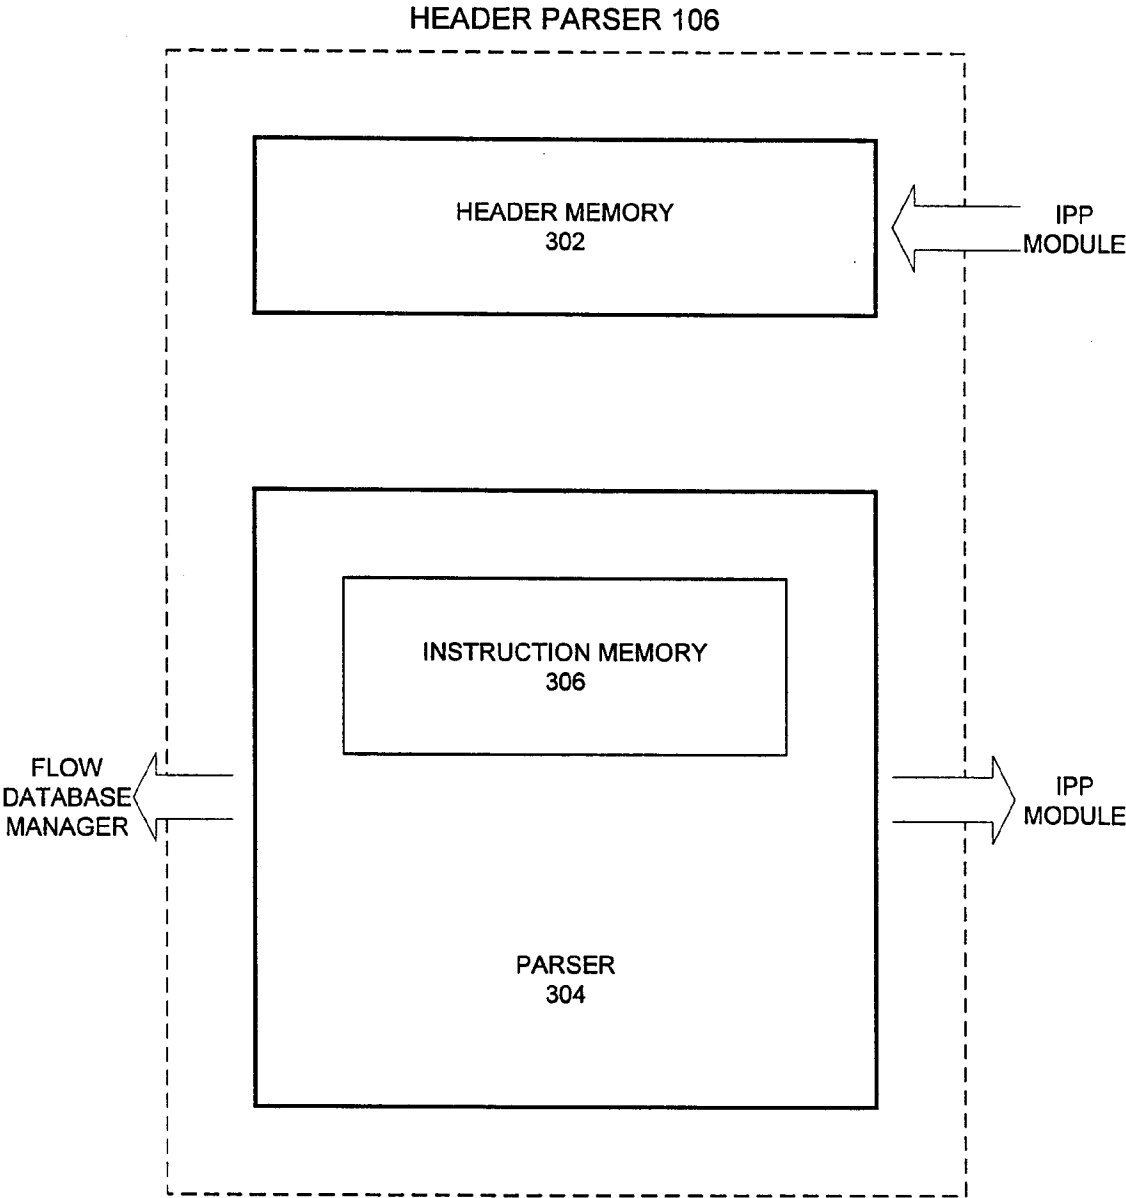 HEADER PARSER 106
HEADER MEMORY
302
IPP
MODULE
INSTRUCTION MEMORY
306
FLOW
DATABASE
MANAGER
IPP
MODULE
PARSER
304